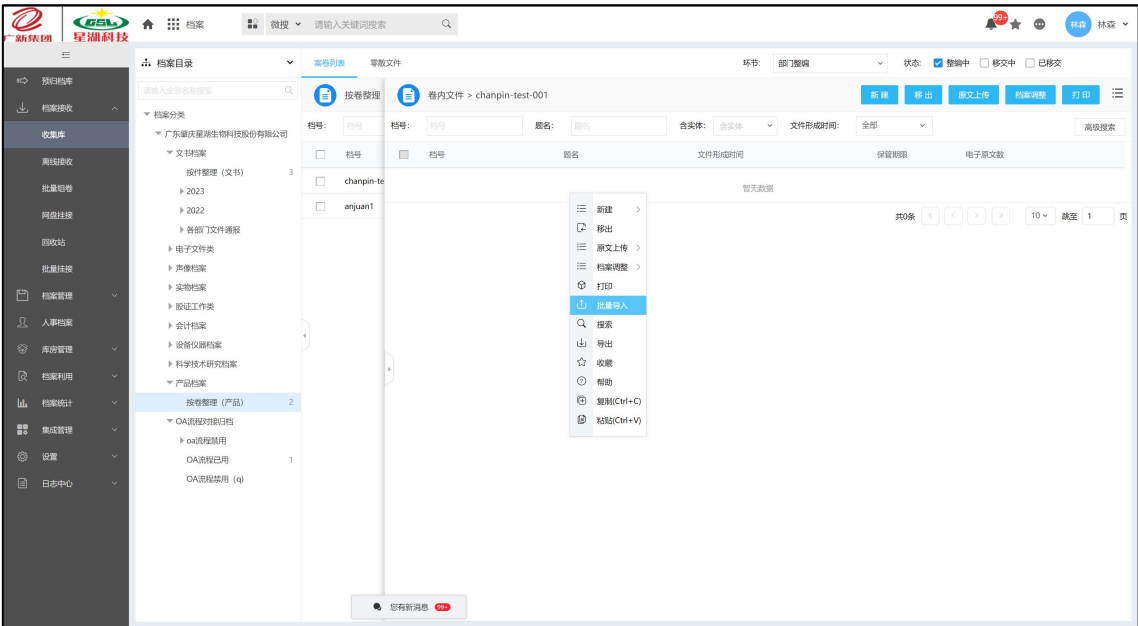 广新集团 GSL 星湖科技 档案 微搜 请输入关键词搜索 99+ 林森 林森
预归档库
档案接收
收集库
离线接收
批量组卷
网盘挂接
回收站
批量挂接
档案管理
人事档案
库房管理
档案利用
档案统计
集成管理
设置
日志中心
档案目录
请输入全宗名称搜索
档案分类
广东肇庆星湖生物科技股份有限公司
文书档案
按件整理（文书） 3
2023
2022
各部门文件通报
电子文件类
声像档案
实物档案
股证工作类
会计档案
设备仪器档案
科学技术研究档案
产品档案
按卷整理（产品） 2
OA流程对接归档
oa流程禁用
OA流程已用 1
OA流程禁用（q）
案卷列表 零散文件 环节: 部门整编 状态: 整编中 移交中 已移交
按卷整理
档号: 档号
档号
chanpin-te
anjuan1
卷内文件 > chanpin-test-001 新建 移出 原文上传 档案调整 打印
档号: 档号 题名: 题名 含实体: 含实体 文件形成时间: 全部 高级搜索
档号 题名 文件形成时间 保管期限 电子原文数
暂无数据
共0条 10 跳至 1 页
新建
移出
原文上传
档案调整
打印
批量导入
搜索
导出
收藏
帮助
复制(Ctrl+C)
粘贴(Ctrl+V)
您有新消息 99+